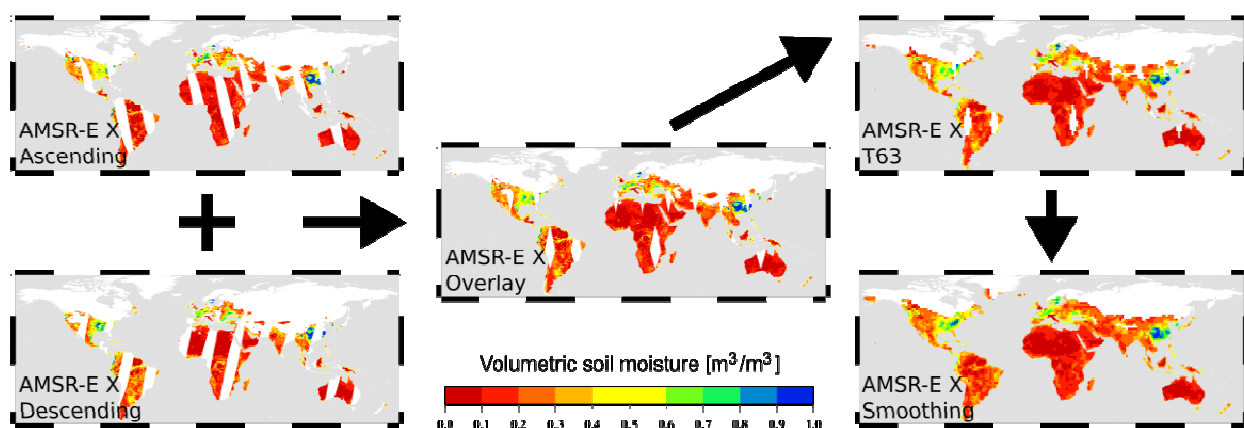 AMSR-E X
Ascending
AMSR-E X
T63
AMSR-E X
Overlay
AMSR-E X
Descending
Volumetric soil moisture [m³/m³]
0.0 0.1 0.2 0.3 0.4 0.5 0.6 0.7 0.8 0.9 1.0
AMSR-E X
Smoothing